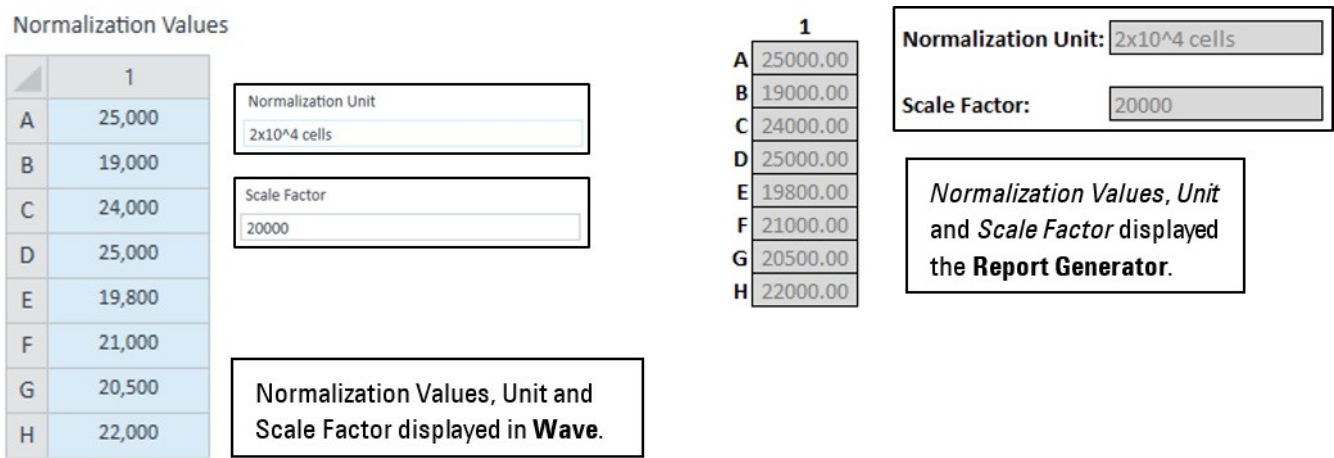 Normalization Values
1
A 25,000
B 19,000
C 24,000
D 25,000
E 19,800
F 21,000
G 20,500
H 22,000
Normalization Unit
2x10^4 cells
Scale Factor
20000
Normalization Values, Unit and
Scale Factor displayed in Wave.
1
A 25000.00
B 19000.00
C 24000.00
D 25000.00
E 19800.00
F 21000.00
G 20500.00
H 22000.00
Normalization Unit: 2x10^4 cells
Scale Factor: 20000
Normalization Values, Unit
and Scale Factor displayed
the Report Generator.